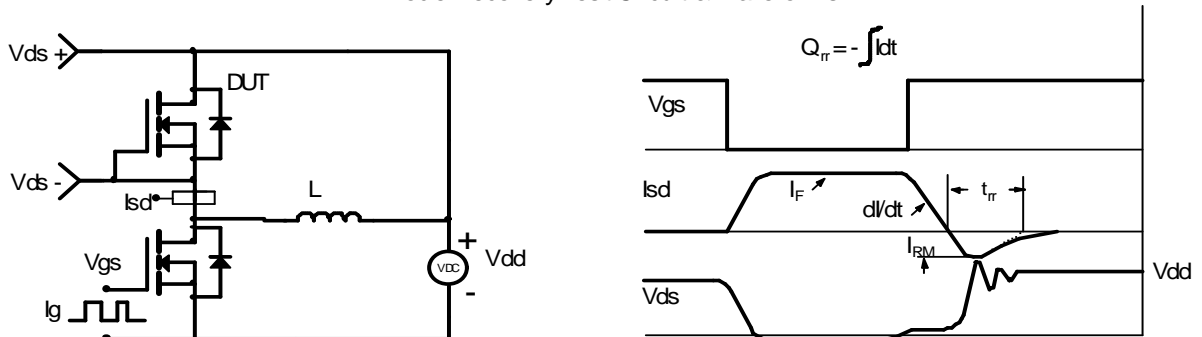 Vds +
DUT
Vds -
Isd
L
Vgs
Ig
VDC
+
-
Vdd
Qrr = - ∫Idt
Vgs
Isd
IF
dI/dt
trr
IRM
Vds
Vdd